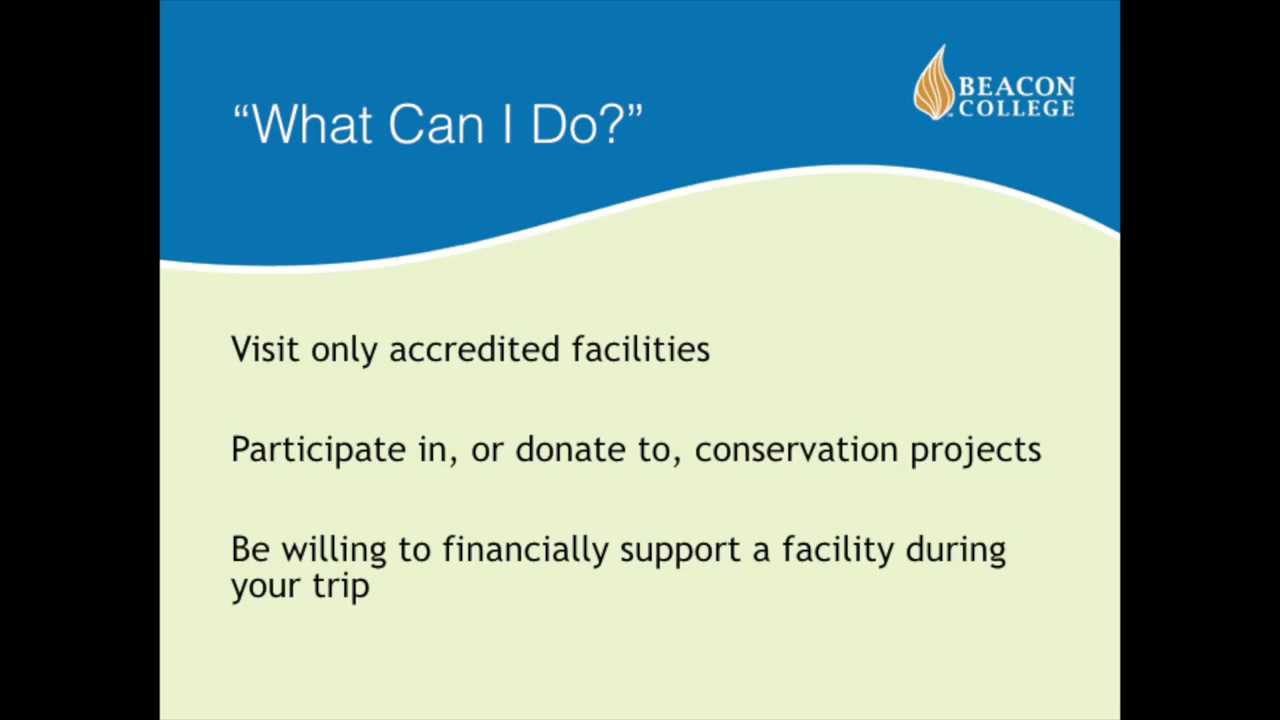 “What Can I Do?”
BEACON
COLLEGE
Visit only accredited facilities
Participate in, or donate to, conservation projects
Be willing to financially support a facility during
your trip